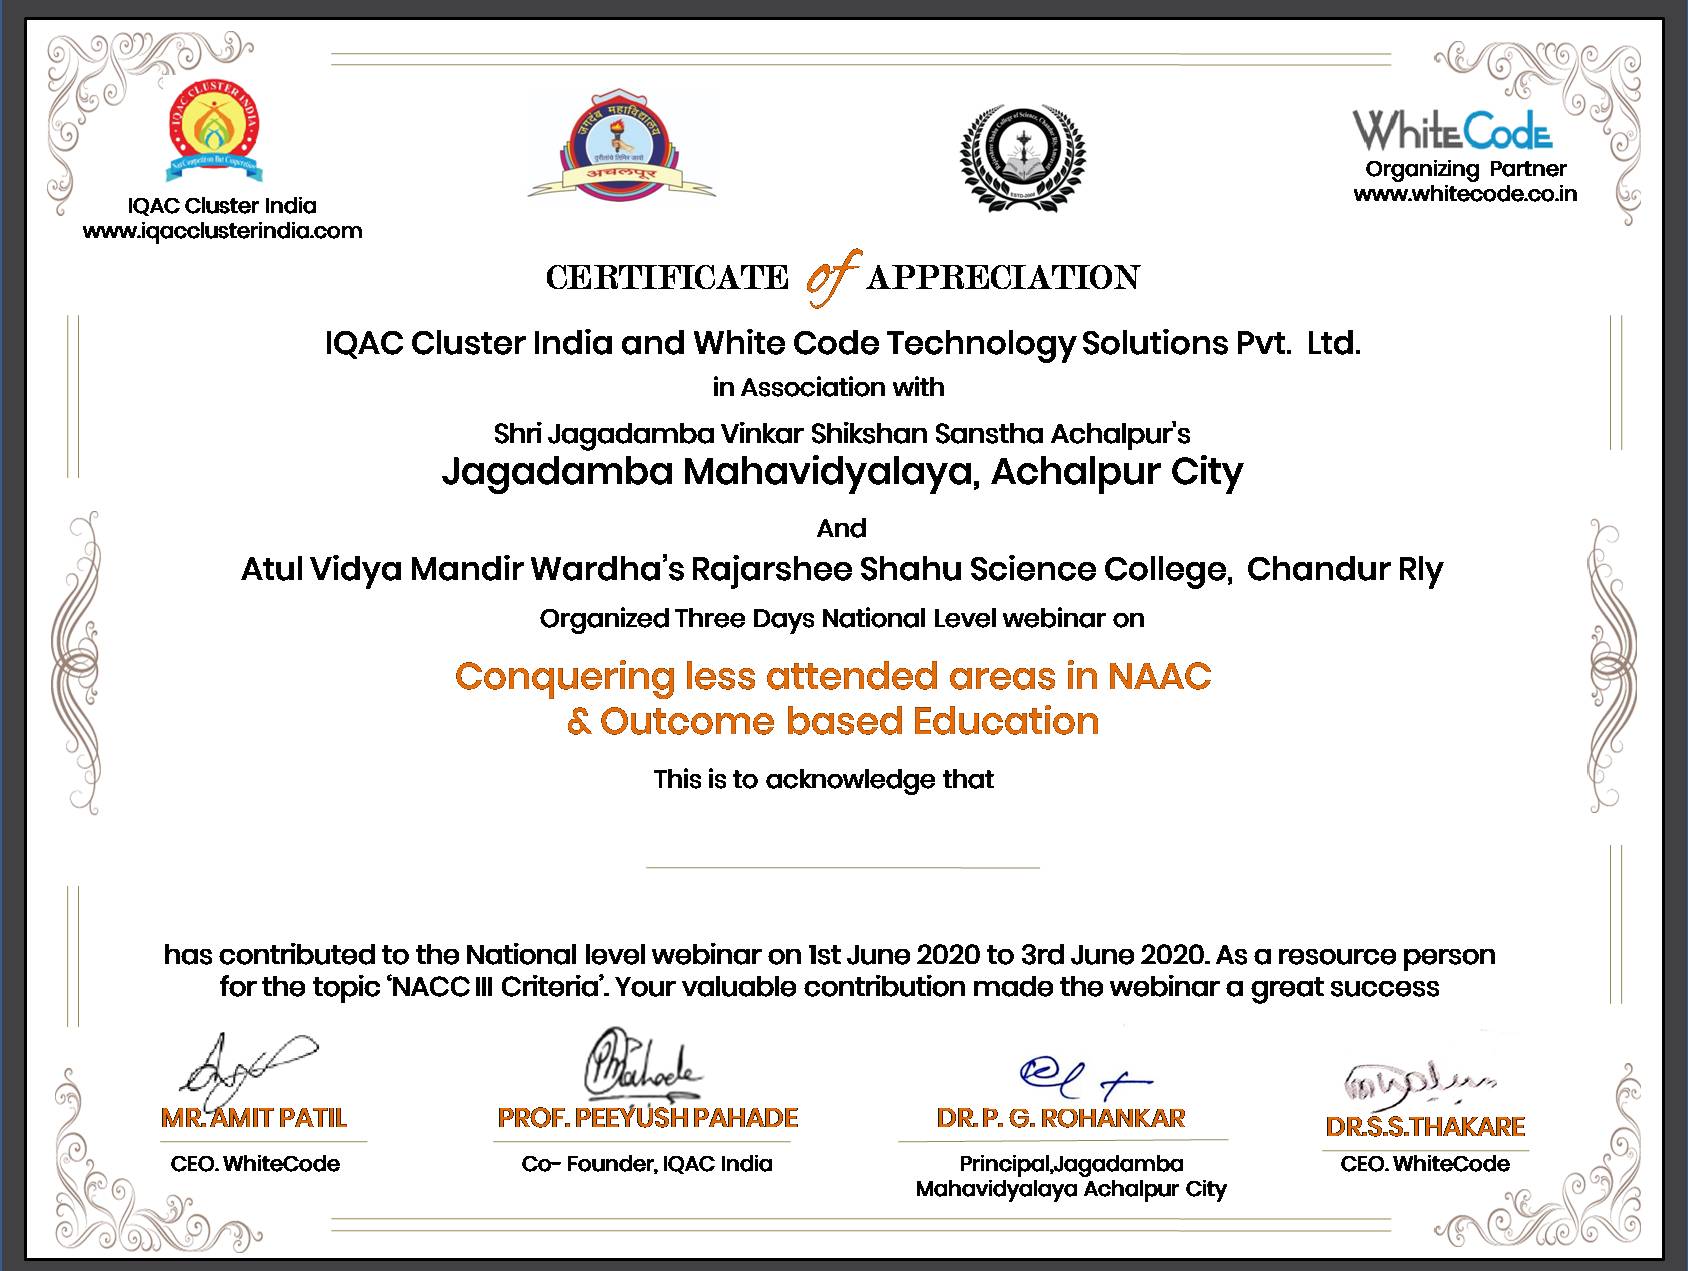 IQAC CLUSTER INDIA
Not Competition But Cooperation
IQAC Cluster India
www.iqacclusterindia.com
महाविद्यालय
अचलपूर
ESTD-2008
WhiteCode
Organizing Partner
www.whitecode.co.in
CERTIFICATE of APPRECIATION
IQAC Cluster India and White Code Technology Solutions Pvt. Ltd.
in Association with
Shri Jagadamba Vinkar Shikshan Sanstha Achalpur's
Jagadamba Mahavidyalaya, Achalpur City
And
Atul Vidya Mandir Wardha’s Rajarshee Shahu Science College, Chandur Rly
Organized Three Days National Level webinar on
Conquering less attended areas in NAAC
& Outcome based Education
This is to acknowledge that
has contributed to the National level webinar on 1st June 2020 to 3rd June 2020. As a resource person
for the topic ‘NACC III Criteria’. Your valuable contribution made the webinar a great success
MR. AMIT PATIL
CEO. WhiteCode
PROF. PEEYUSH PAHADE
Co- Founder, IQAC India
DR. P. G. ROHANKAR
Principal,Jagadamba
Mahavidyalaya Achalpur City
DR.S.S.THAKARE
CEO. WhiteCode